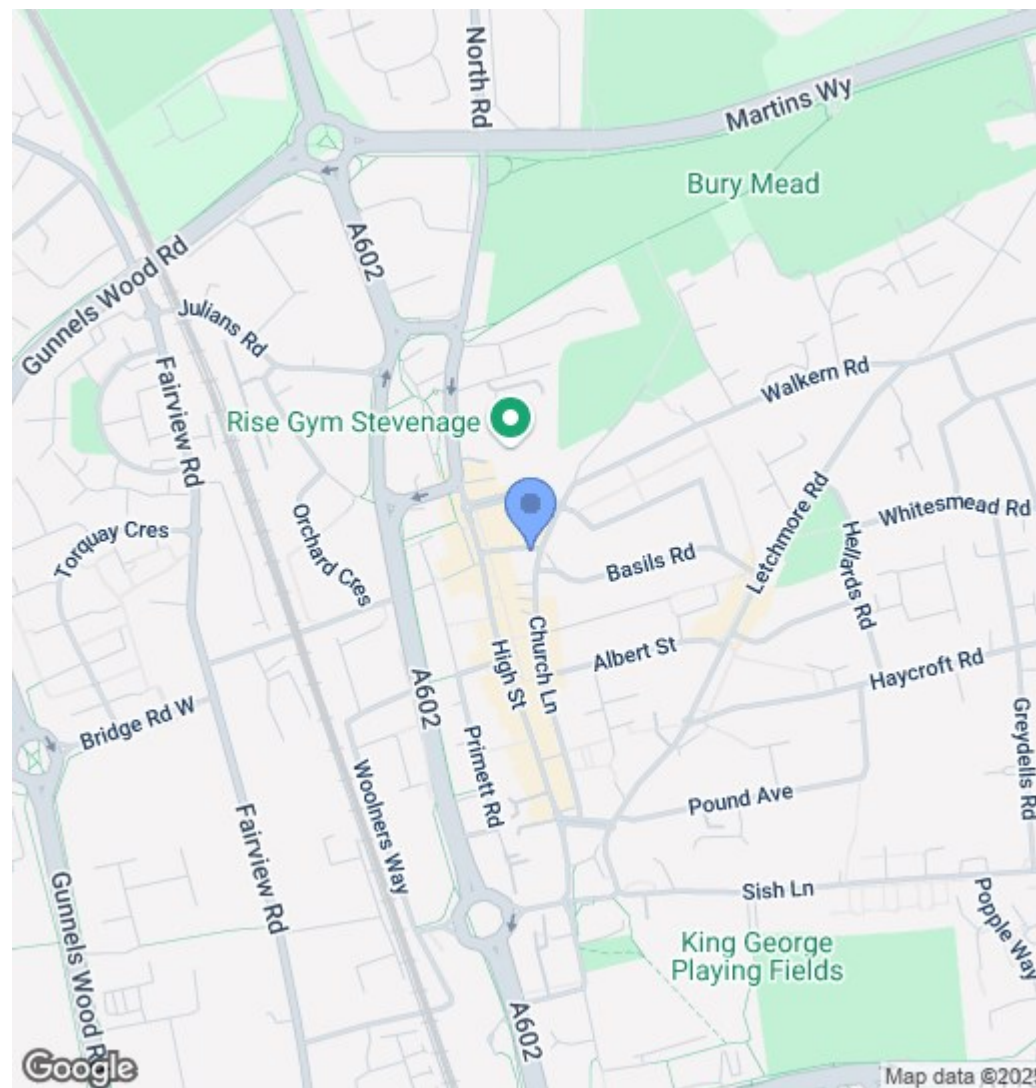 North Rd
Martins Wy
Bury Mead
A602
Gunnels Wood Rd
Julians Rd
Fairview Rd
Walkern Rd
Rise Gym Stevenage
Letchmore Rd
Whitesmead Rd
Hellards Rd
Torquay Cres
Orchard Cres
Basils Rd
Church Ln
High St
Albert St
Haycroft Rd
A602
Bridge Rd W
Primett Rd
Greydells Rd
Woolners Way
Pound Ave
Fairview Rd
Gunnels Wood R
Sish Ln
Popple Way
King George
Playing Fields
A602
Google
Map data ©202